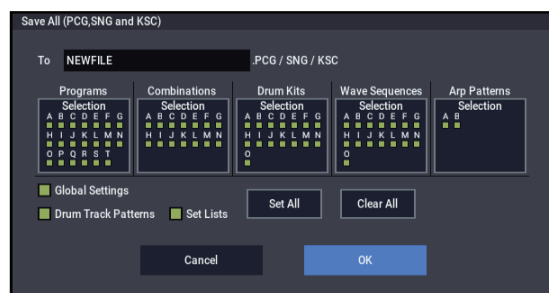 Save All (PCG,SNG and KSC)
To NEWFILE .PCG / SNG / KSC
Programs Combinations Drum Kits Wave Sequences Arp Patterns
Selection Selection Selection Selection Selection
A B C D E F G A B C D E F G A B C D E F G A B C D E F G A B
H I J K L M N H I J K L M N H I J K L M N H I J K L M N
O P Q R S T O O
Global Settings
Drum Track Patterns Set Lists Set All Clear All
Cancel OK